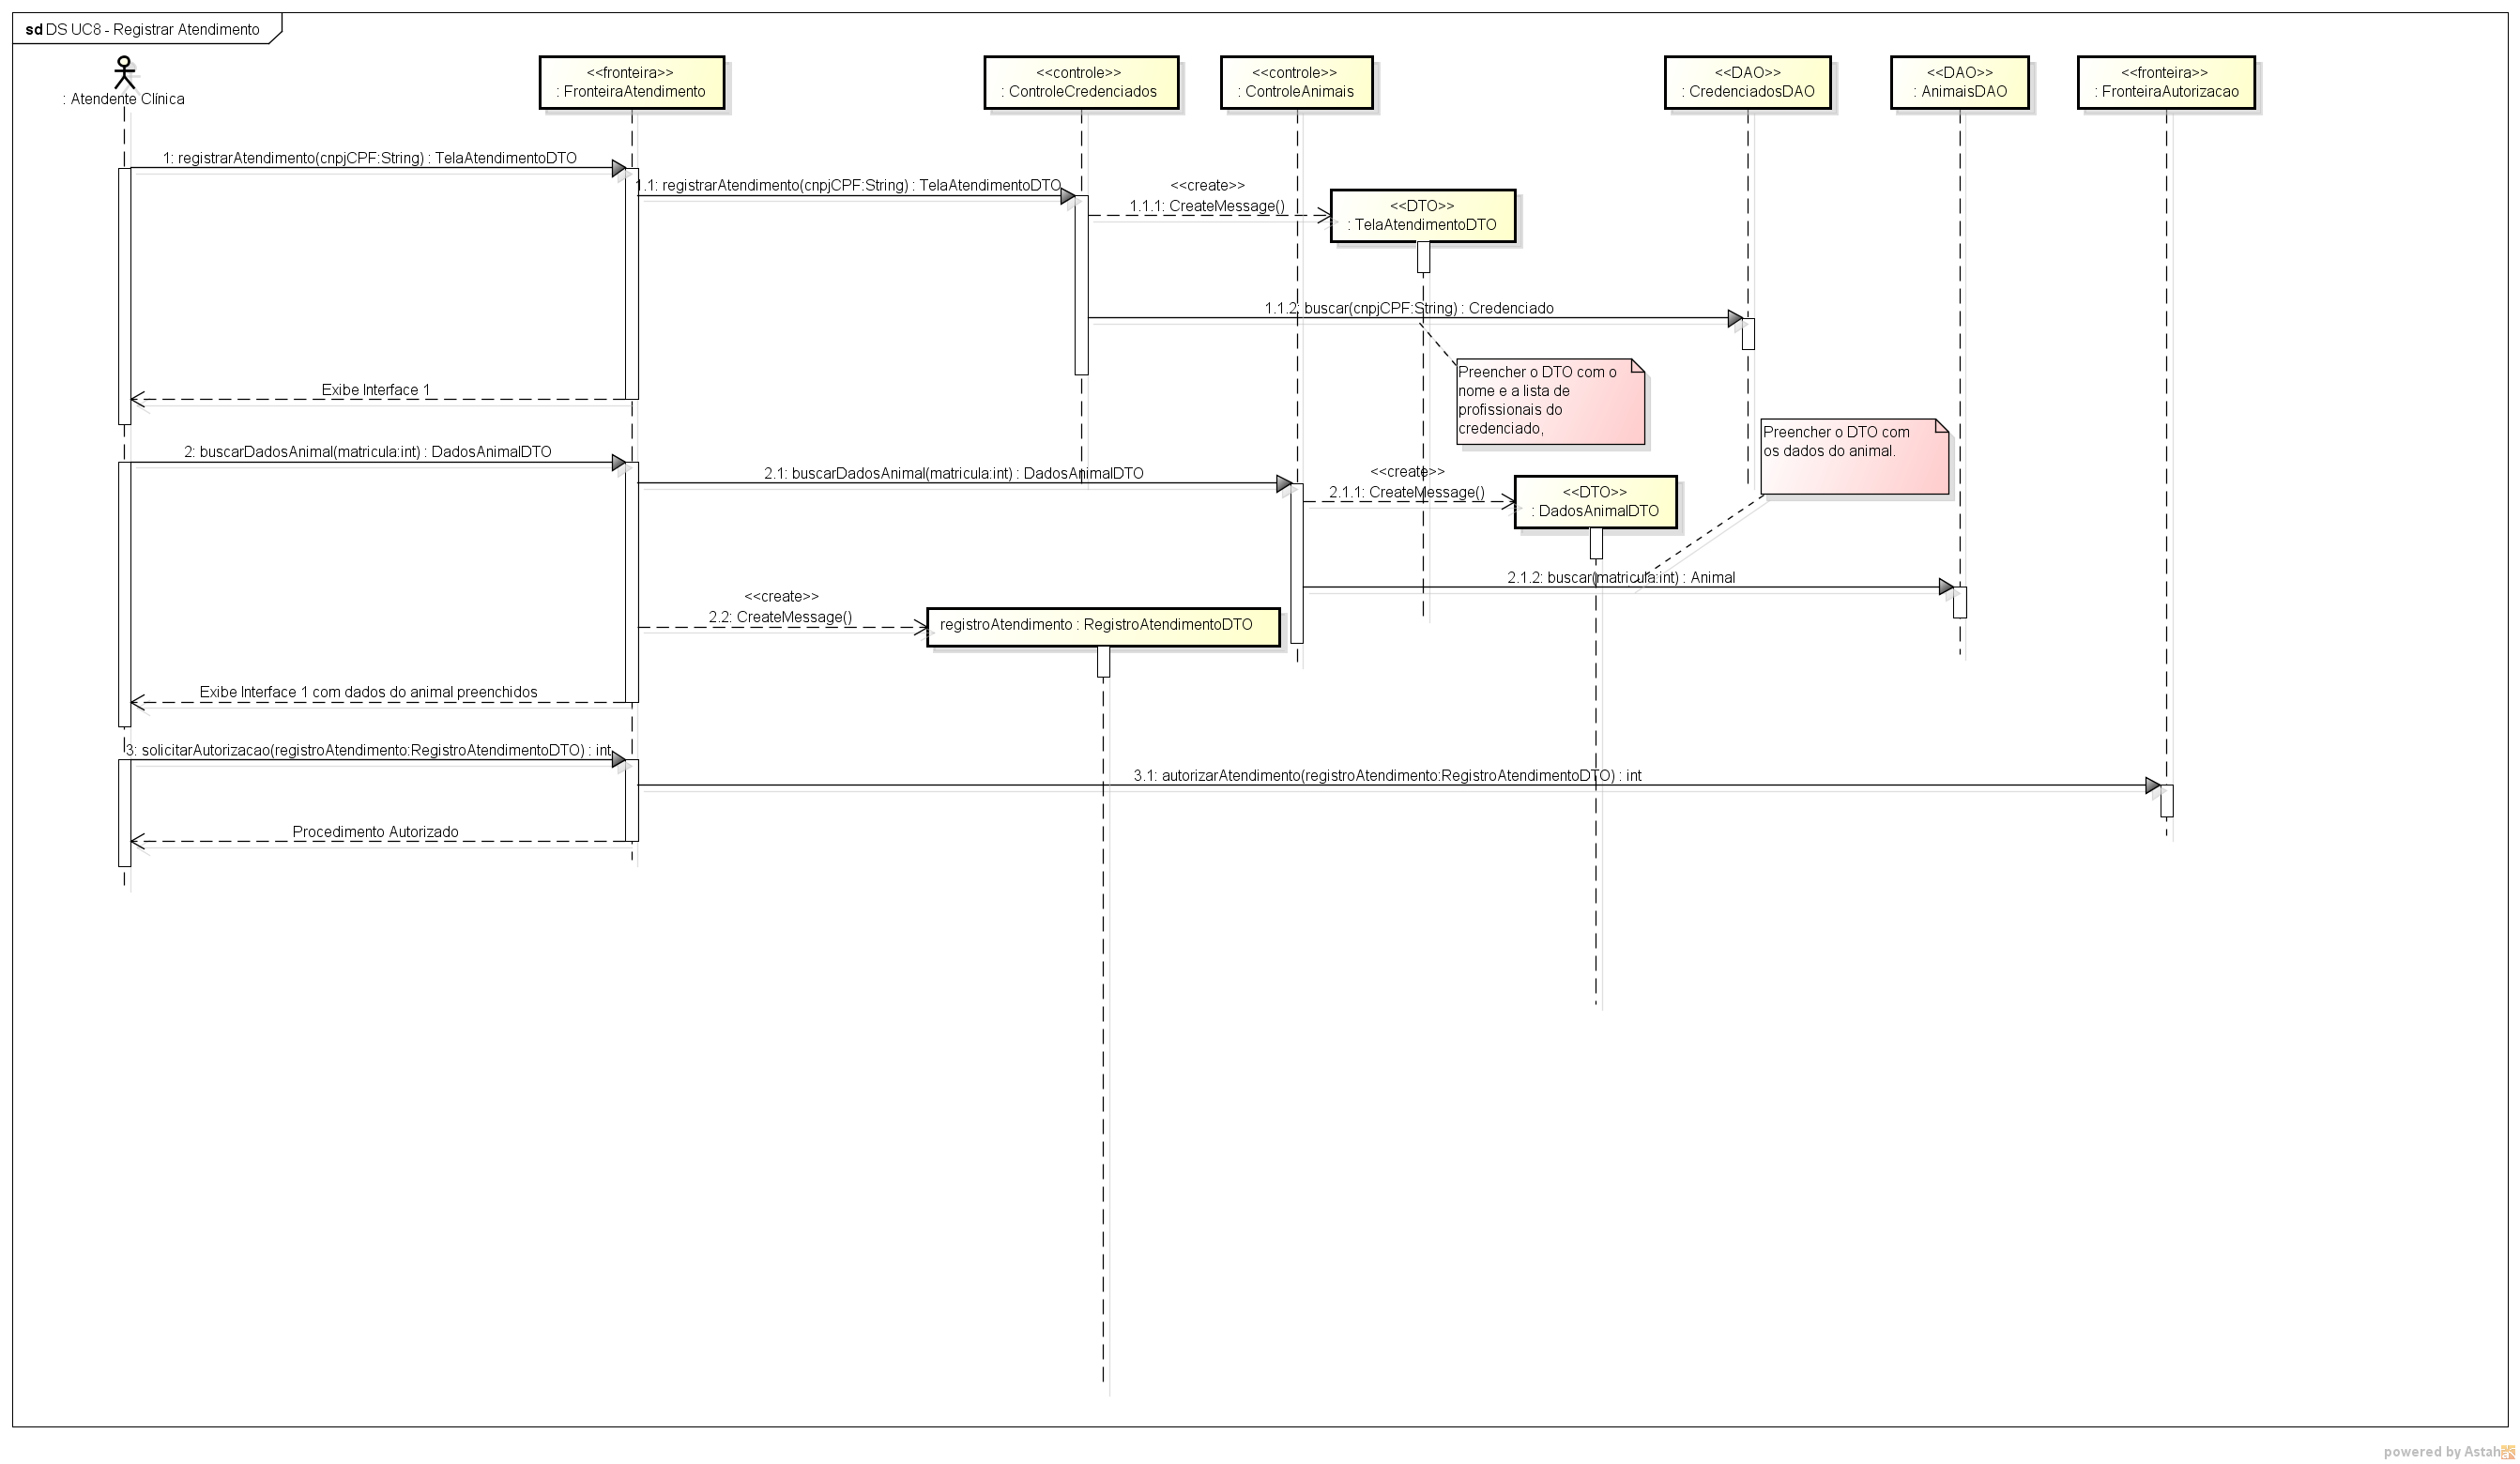 sd DS UC8 - Registrar Atendimento
: Atendente Clínica
<<fronteira>>
: FronteiraAtendimento
<<controle>>
: ControleCredenciados
<<controle>>
: ControleAnimais
<<DAO>>
: CredenciadosDAO
<<DAO>>
: AnimaisDAO
<<fronteira>>
: FronteiraAutorizacao
1: registrarAtendimento(cnpjCPF:String) : TelaAtendimentoDTO
1.1: registrarAtendimento(cnpjCPF:String) : TelaAtendimentoDTO
<<create>>
1.1.1: CreateMessage()
<<DTO>>
: TelaAtendimentoDTO
1.1.2: buscar(cnpjCPF:String) : Credenciado
Preencher o DTO com o
nome e a lista de
profissionais do
credenciado,
Exibe Interface 1
Preencher o DTO com
os dados do animal.
2: buscarDadosAnimal(matricula:int) : DadosAnimalDTO
2.1: buscarDadosAnimal(matricula:int) : DadosAnimalDTO
<<create>>
2.1.1: CreateMessage()
<<DTO>>
: DadosAnimalDTO
2.1.2: buscar(matricula:int) : Animal
<<create>>
2.2: CreateMessage()
registroAtendimento : RegistroAtendimentoDTO
Exibe Interface 1 com dados do animal preenchidos
3: solicitarAutorizacao(registroAtendimento:RegistroAtendimentoDTO) : int
3.1: autorizarAtendimento(registroAtendimento:RegistroAtendimentoDTO) : int
Procedimento Autorizado
powered by Astah